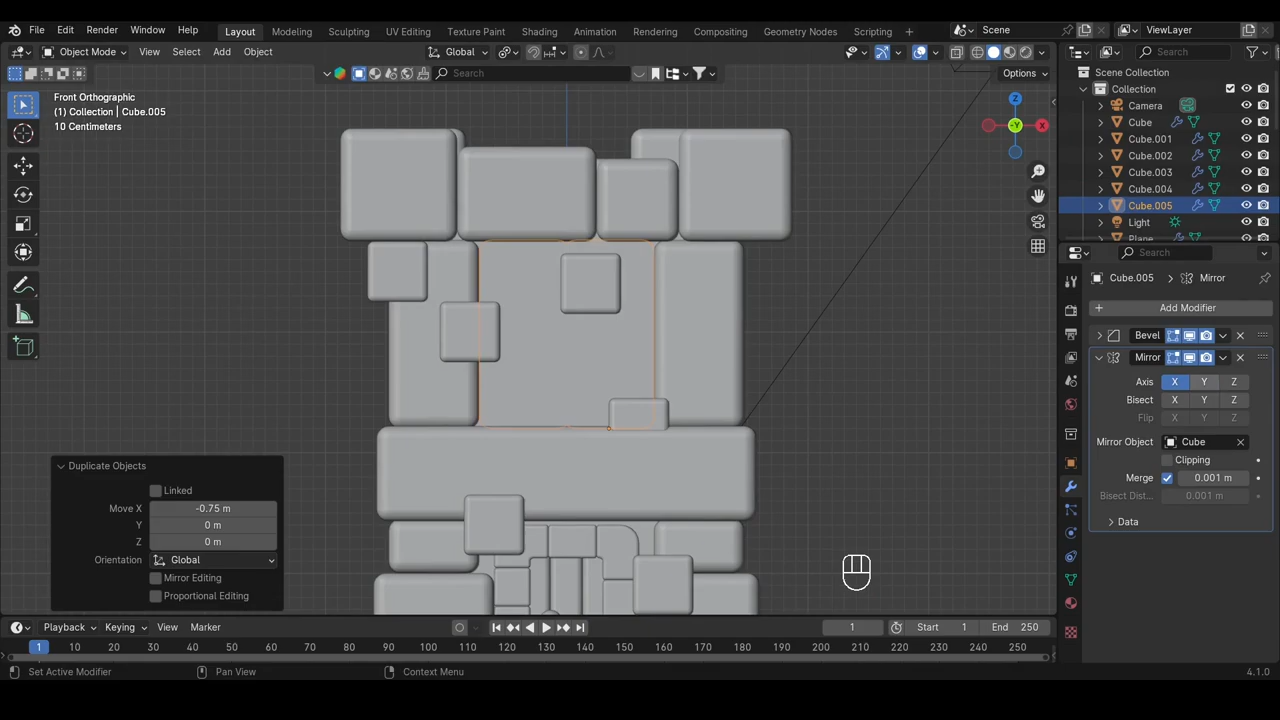 File Edit Render Window Help Layout Modeling Sculpting UV Editing Texture Paint Shading Animation Rendering Compositing Geometry Nodes Scripting + Scene ViewLayer
Object Mode View Select Add Object Global Search
Search Options
Front Orthographic
(1) Collection | Cube.005
10 Centimeters
Z
-Y
X
Scene Collection
Collection
Camera
Cube
Cube.001
Cube.002
Cube.003
Cube.004
Cube.005
Light
Plane
Search
Cube.005 Mirror
+ Add Modifier
Bevel
Mirror
Axis X Y Z
Bisect X Y Z
Flip X Y Z
Mirror Object Cube
Clipping
Merge 0.001 m
Bisect Dist... 0.001 m
Data
Duplicate Objects
Linked
Move X -0.75 m
Y 0 m
Z 0 m
Orientation Global
Mirror Editing
Proportional Editing
Playback Keying View Marker 1 Start 1 End 250
1 10 20 30 40 50 60 70 80 90 100 110 120 130 140 150 160 170 180 190 200 210 220 230 240 250
Set Active Modifier Pan View Context Menu 4.1.0